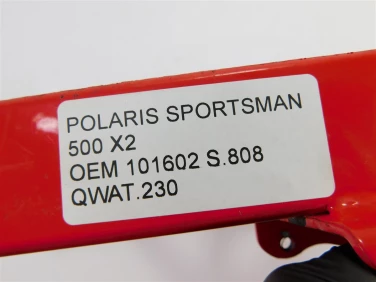 POLARIS SPORTSMAN
500 X2
OEM 101602 S.808
QWAT.230